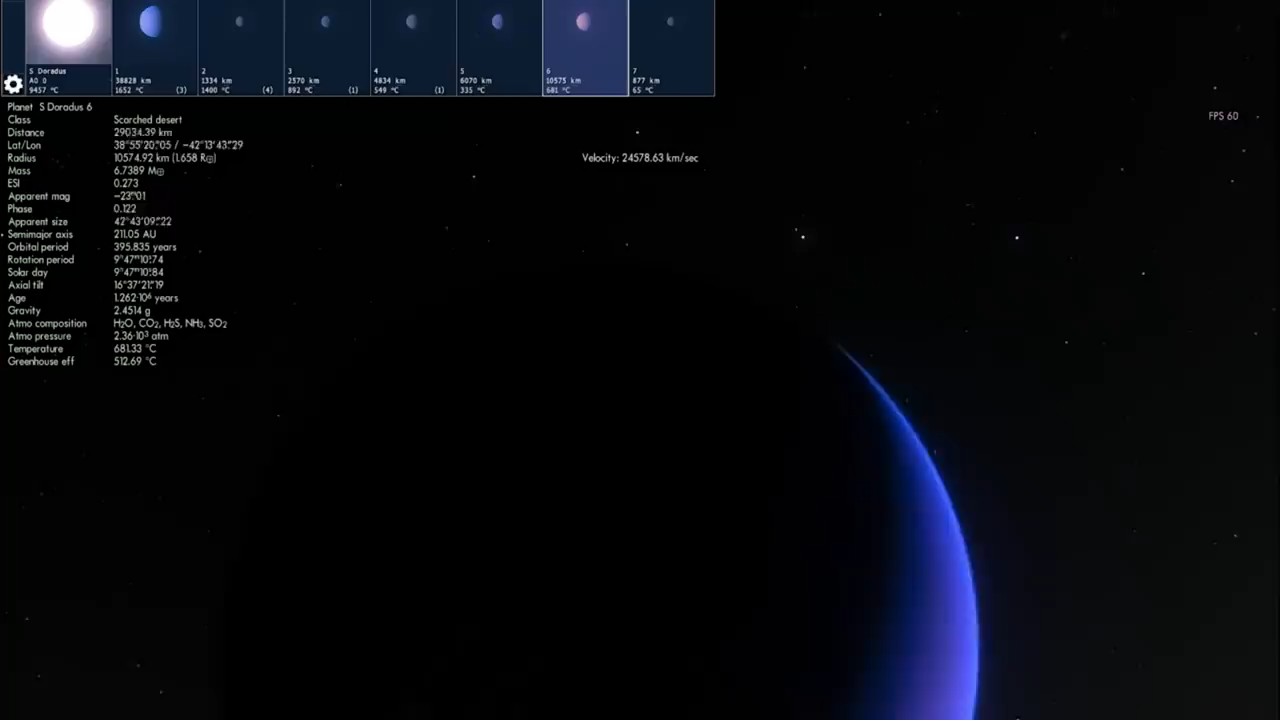 S Doradus
A0 0
9457 °C
1
38828 km
1652 °C (3)
2
1334 km
1400 °C (4)
3
2570 km
892 °C (1)
4
4834 km
549 °C (1)
5
6070 km
335 °C
6
10575 km
681 °C
7
877 km
65 °C
Planet S Doradus 6
Class Scorched desert
Distance 29034.39 km
Lat/Lon 38°55'20."05 / -42°13'43."29
Radius 10574.92 km (1.658 R⊕)
Mass 6.7389 M⊕
ESI 0.273
Apparent mag -23.ᵐ01
Phase 0.122
Apparent size 42°43'09."22
Semimajor axis 211.05 AU
Orbital period 395.835 years
Rotation period 9ʰ47ᵐ10.ˢ74
Solar day 9ʰ47ᵐ10.ˢ84
Axial tilt 16°37'21."19
Age 1.262·10⁶ years
Gravity 2.4514 g
Atmo composition H₂O, CO₂, H₂S, NH₃, SO₂
Atmo pressure 2.36·10³ atm
Temperature 681.33 °C
Greenhouse eff 512.69 °C
Velocity: 24578.63 km/sec
FPS 60